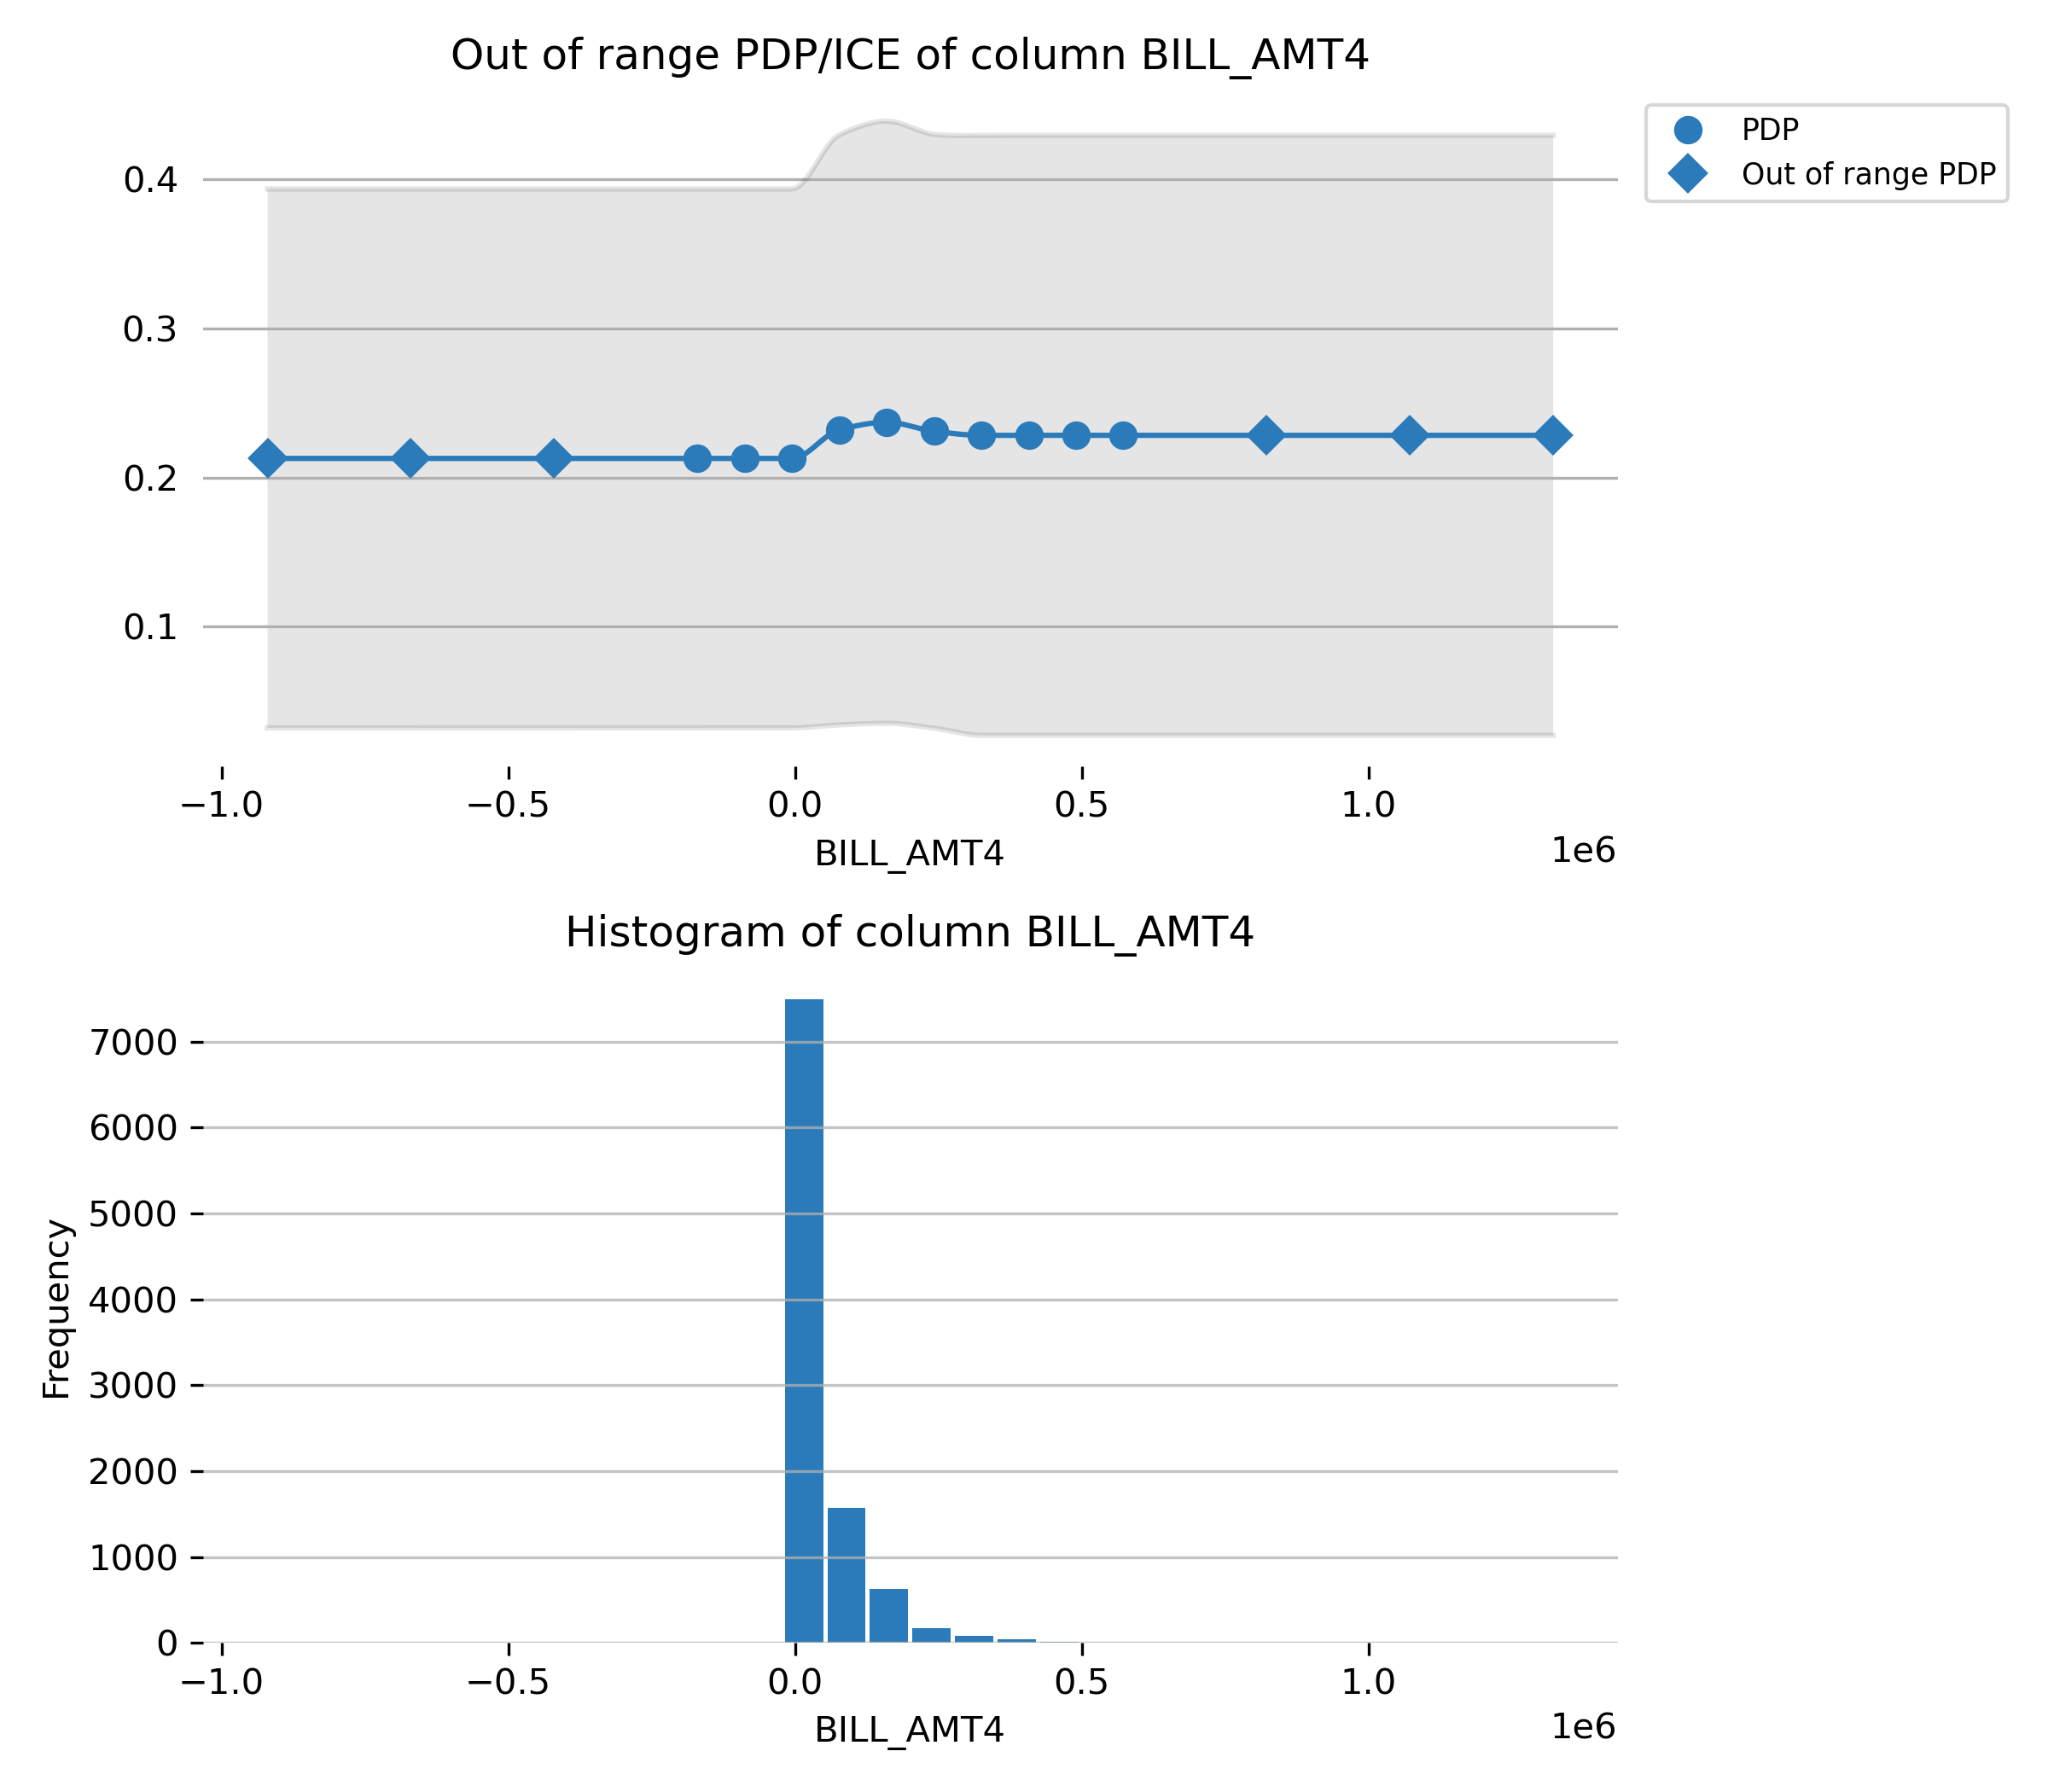 Out of range PDP/ICE of column BILL_AMT4
PDP
Out of range PDP
0.4
0.3
0.2
0.1
−1.0 −0.5 0.0 0.5 1.0
BILL_AMT4
1e6
Histogram of column BILL_AMT4
7000
6000
5000
4000
3000
2000
1000
0
Frequency
−1.0 −0.5 0.0 0.5 1.0
BILL_AMT4
1e6